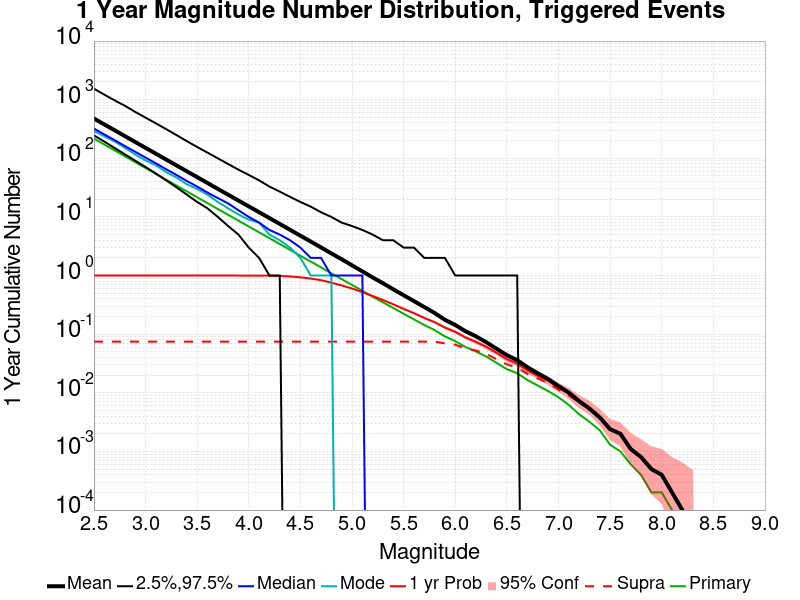 1 Year Magnitude Number Distribution, Triggered Events
1 Year Cumulative Number
10^4
10^3
10^2
10^1
10^0
10^-1
10^-2
10^-3
10^-4
2.5 3.0 3.5 4.0 4.5 5.0 5.5 6.0 6.5 7.0 7.5 8.0 8.5 9.0
Magnitude
Mean 2.5%,97.5% Median Mode 1 yr Prob 95% Conf Supra Primary